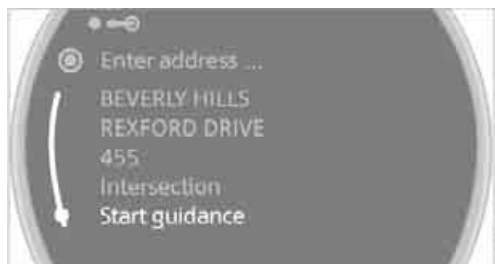 Enter address ...
BEVERLY HILLS
REXFORD DRIVE
455
Intersection
Start guidance